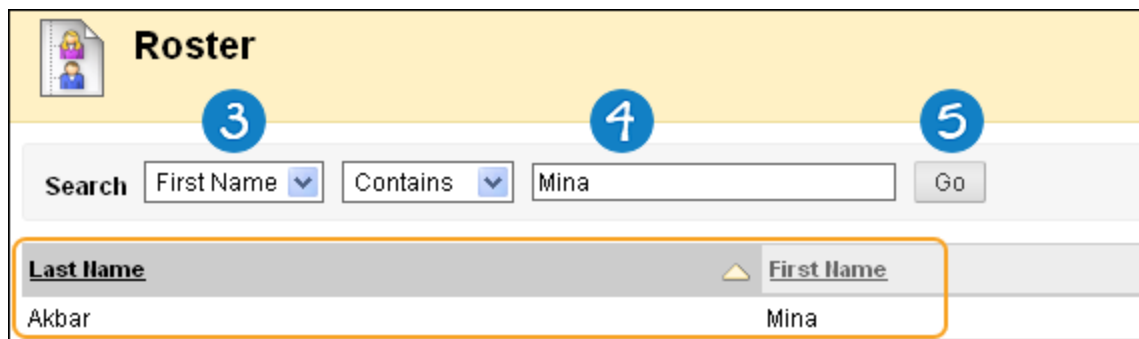 Roster
3 4 5
Search First Name Contains Mina Go
Last Name First Name
Akbar Mina